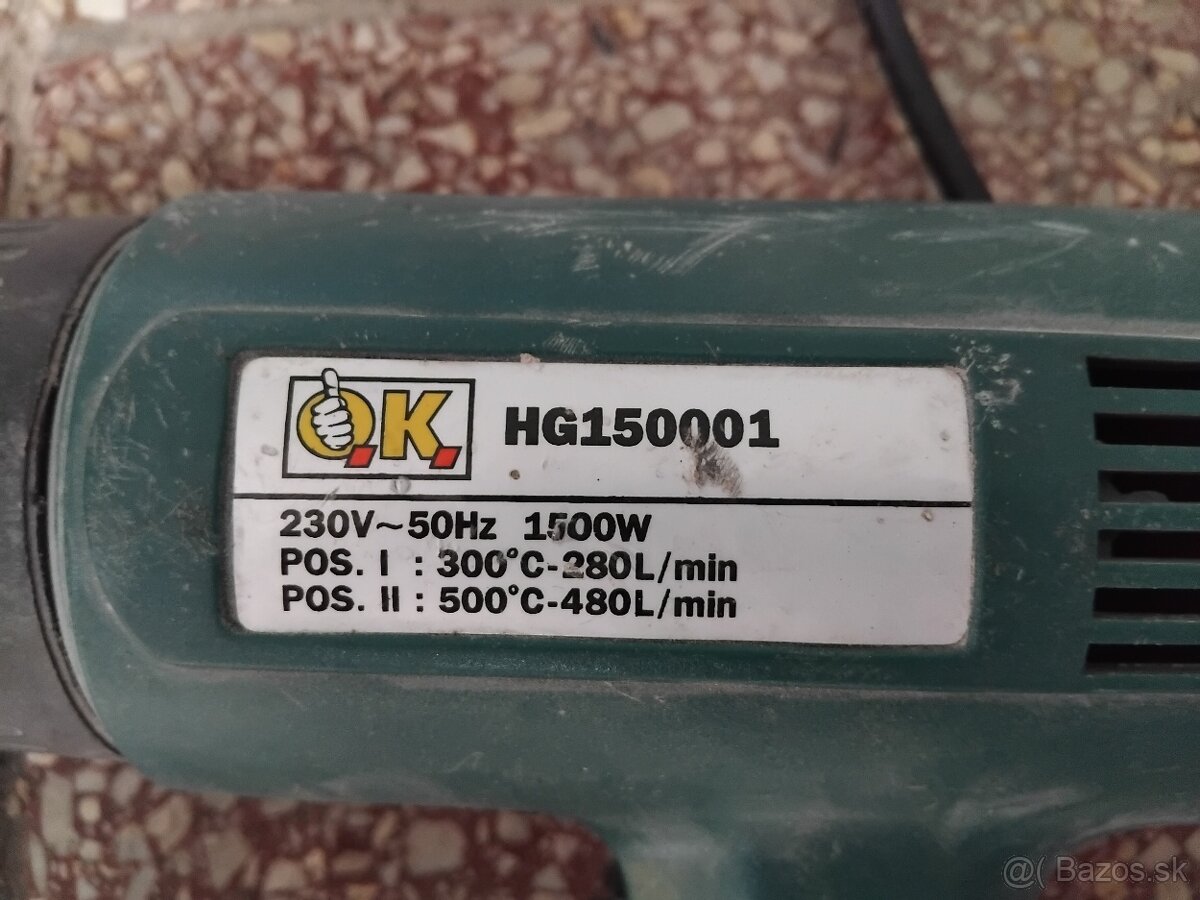 O.K. HG150001
230V~50Hz 1500W
POS. I : 300°C-280L/min
POS. II : 500°C-480L/min
@( Bazos.sk